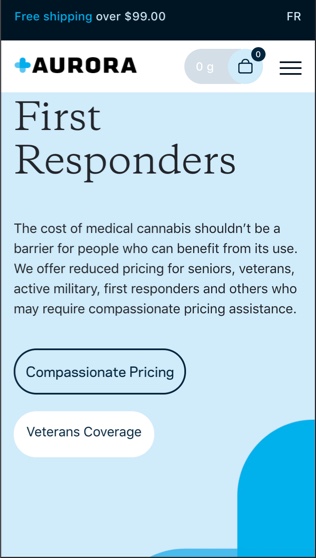 Free shipping over $99.00
FR
AURORA
0 g
0
First
Responders
The cost of medical cannabis shouldn’t be a
barrier for people who can benefit from its use.
We offer reduced pricing for seniors, veterans,
active military, first responders and others who
may require compassionate pricing assistance.
Compassionate Pricing
Veterans Coverage